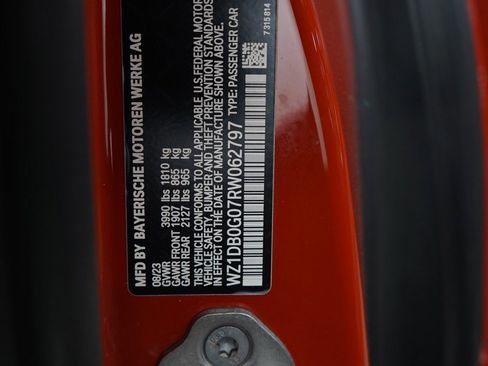 MFD BY BAYERISCHE MOTOREN WERKE AG
08/23
GVWR 3990 lbs 1810 kg
GAWR FRONT 1907 lbs 865 kg
GAWR REAR 2127 lbs 965 kg
THIS VEHICLE CONFORMS TO ALL APPLICABLE U.S. FEDERAL MOTOR
VEHICLE SAFETY, BUMPER AND THEFT PREVENTION STANDARDS
IN EFFECT ON THE DATE OF MANUFACTURE SHOWN ABOVE.
TYPE: PASSENGER CAR
WZ1DB0G07RW062797
7 315 814